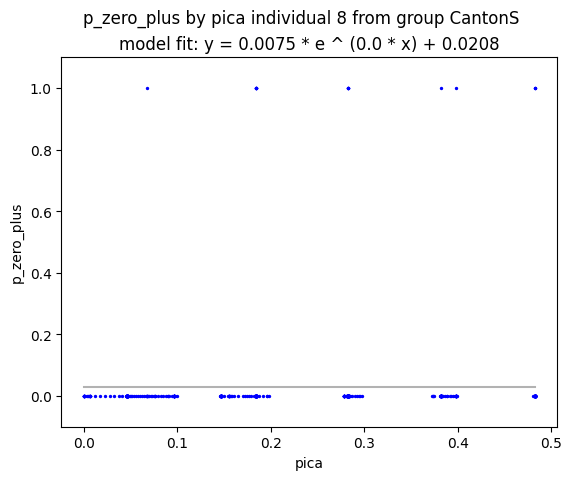 p_zero_plus by pica individual 8 from group CantonS
model fit: y = 0.0075 * e ^ (0.0 * x) + 0.0208
1.0
0.8
0.6
0.4
0.2
0.0
p_zero_plus
0.0 0.1 0.2 0.3 0.4 0.5
pica